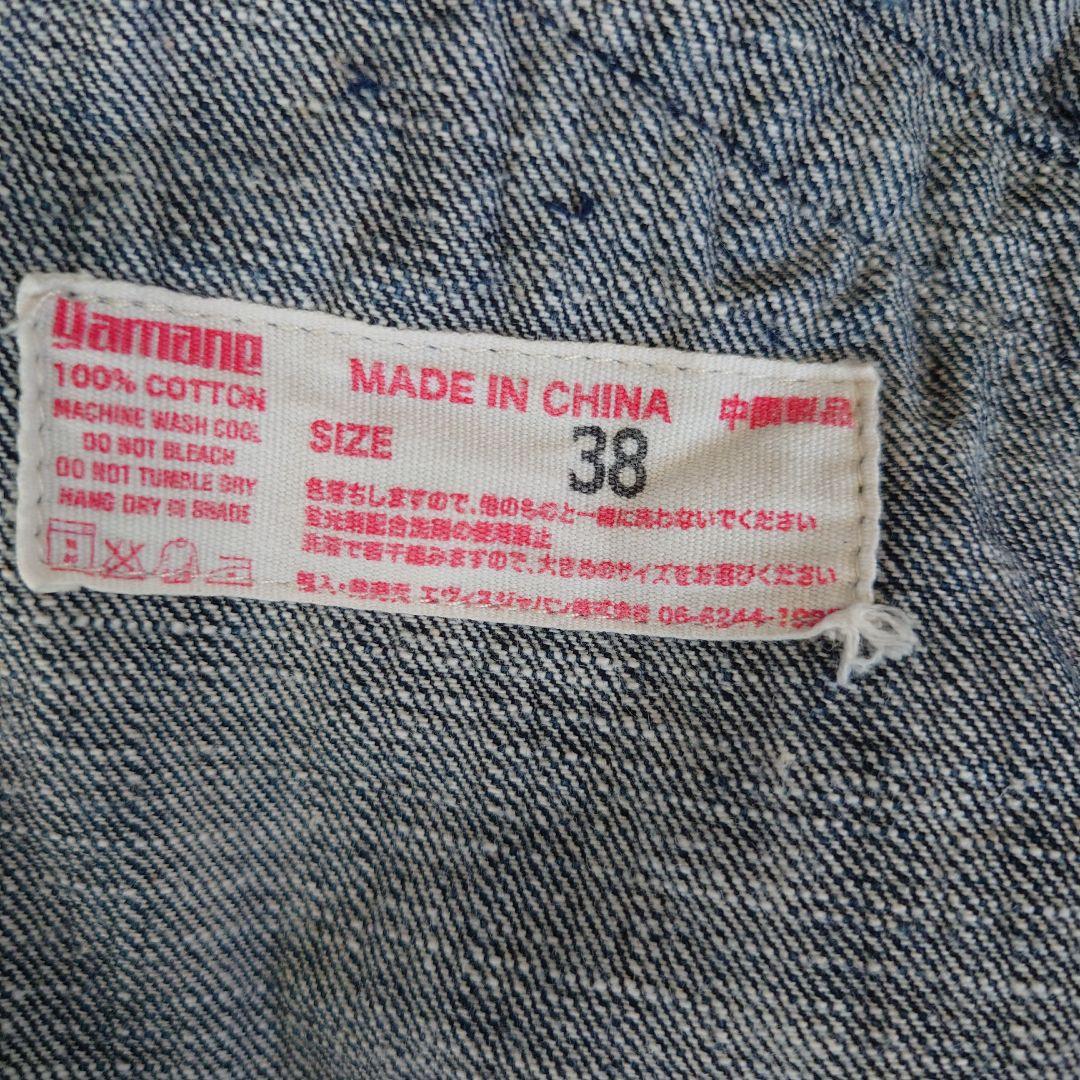 yamane
100% COTTON
MACHINE WASH COOL
DO NOT BLEACH
DO NOT TUMBLE DRY
HANG DRY IN SHADE
MADE IN CHINA
中国製品
SIZE 38
色落ちしますので、他のものと一緒に洗わないでください
蛍光剤配合洗剤の使用禁止
洗濯で若干縮みますので、大きめのサイズをお選びください
輸入・発売元 エヴィスジャパン株式会社 06-6244-